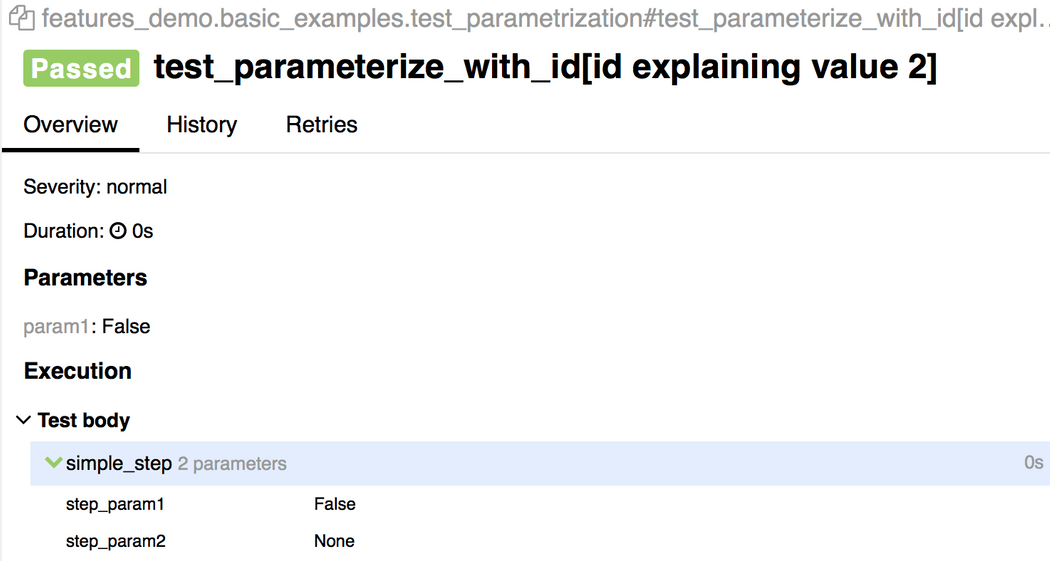 features_demo.basic_examples.test_parametrization#test_parameterize_with_id[id expl...
Passed test_parameterize_with_id[id explaining value 2]
Overview History Retries
Severity: normal
Duration: 0s
Parameters
param1: False
Execution
Test body
simple_step 2 parameters 0s
step_param1 False
step_param2 None